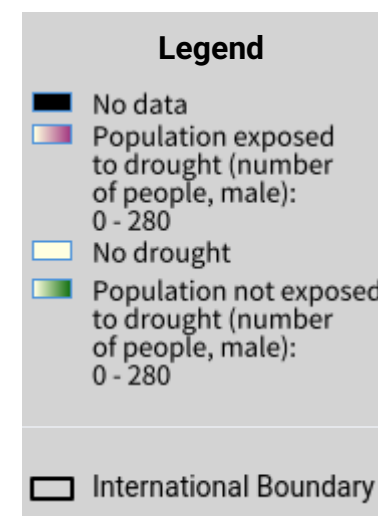 Legend
No data
Population exposed
to drought (number
of people, male):
0 - 280
No drought
Population not exposed
to drought (number
of people, male):
0 - 280
International Boundary